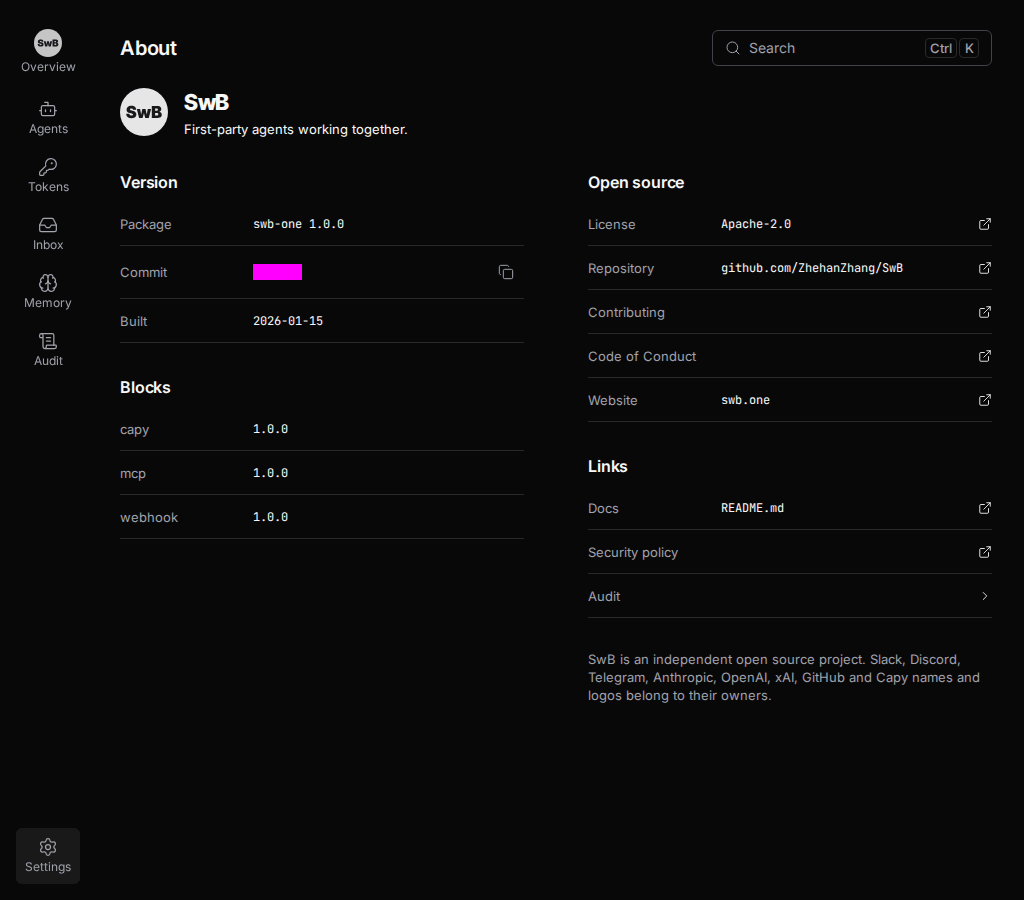 SwB
Overview
Agents
Tokens
Inbox
Memory
Audit
Settings
About
Search
Ctrl K
SwB
SwB
First-party agents working together.
Version
Package swb-one 1.0.0
Commit
Built 2026-01-15
Blocks
capy 1.0.0
mcp 1.0.0
webhook 1.0.0
Open source
License Apache-2.0
Repository github.com/ZhehanZhang/SwB
Contributing
Code of Conduct
Website swb.one
Links
Docs README.md
Security policy
Audit
SwB is an independent open source project. Slack, Discord,
Telegram, Anthropic, OpenAI, xAI, GitHub and Capy names and
logos belong to their owners.